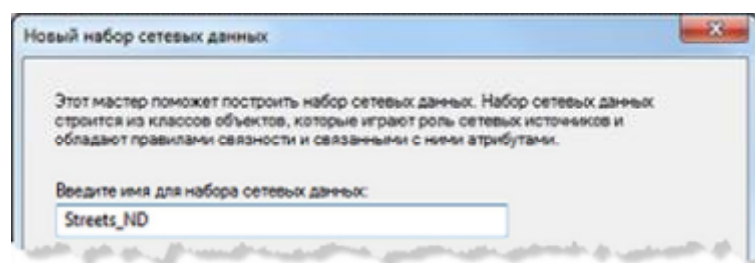 Новый набор сетевых данных
Этот мастер поможет построить набор сетевых данных. Набор сетевых данных
строится из классов объектов, которые играют роль сетевых источников и
обладают правилами связности и связанными с ними атрибутами.
Введите имя для набора сетевых данных:
Streets_ND